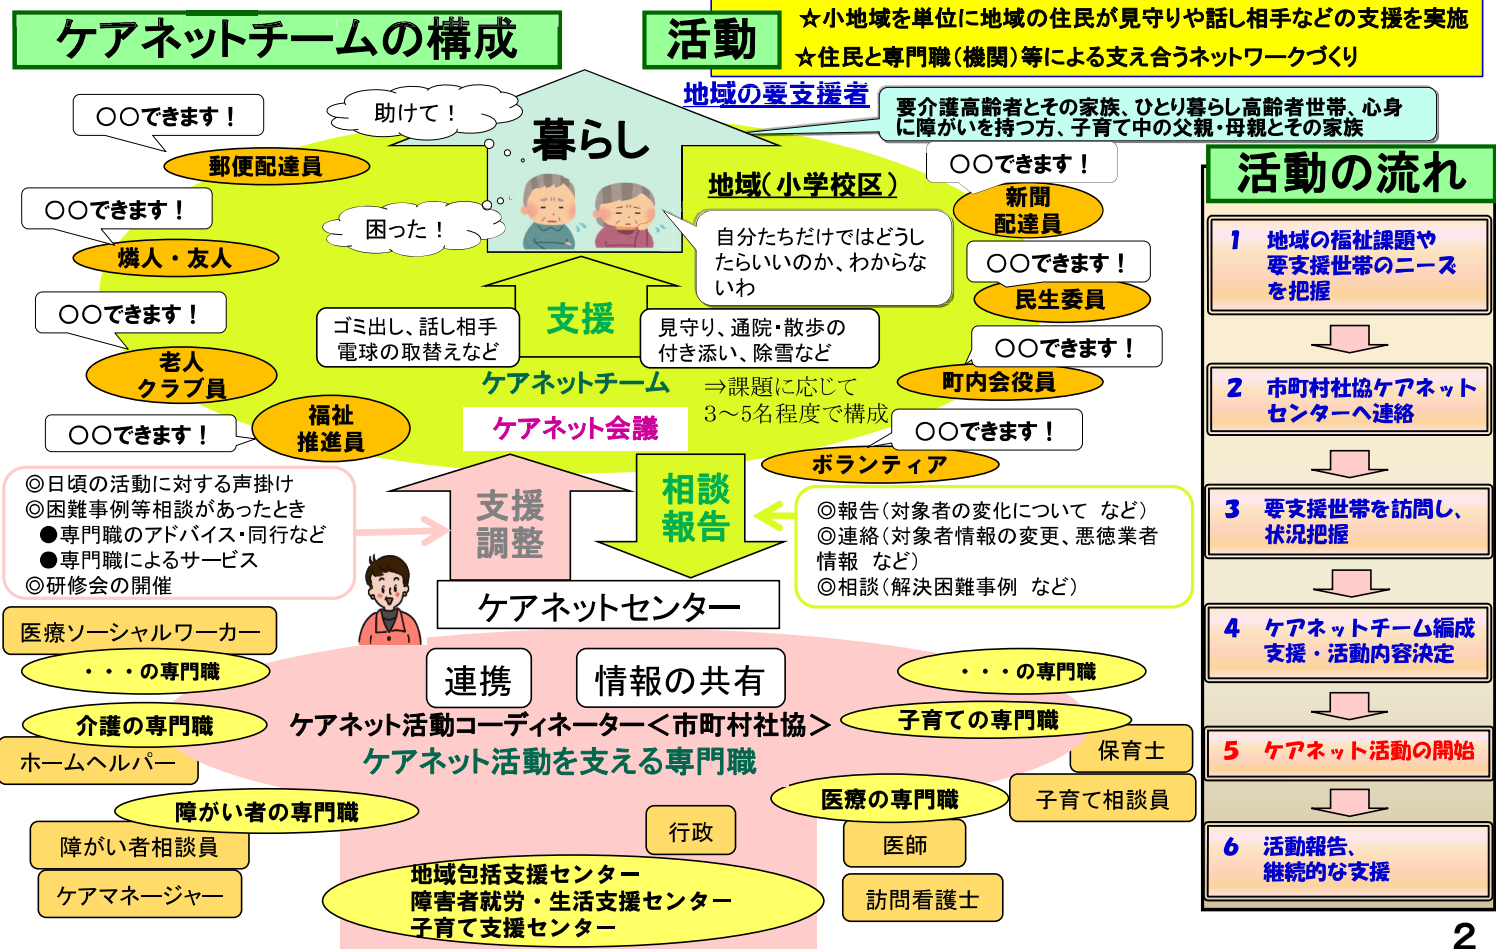 ケアネットチームの構成
活動
☆小地域を単位に地域の住民が見守りや話し相手などの支援を実施
☆住民と専門職(機関)等による支え合うネットワークづくり
地域の要支援者
要介護高齢者とその家族、ひとり暮らし高齢者世帯、心身
に障がいを持つ方、子育て中の父親・母親とその家族
〇〇できます！
郵便配達員
〇〇できます！
燐人・友人
〇〇できます！
老人
クラブ員
〇〇できます！
福祉
推進員
助けて！
困った！
暮らし
地域(小学校区)
自分たちだけではどうし
たらいいのか、わからな
いわ
〇〇できます！
新聞
配達員
〇〇できます！
民生委員
〇〇できます！
町内会役員
〇〇できます！
ボランティア
支援
ゴミ出し、話し相手
電球の取替えなど
見守り、通院・散歩の
付き添い、除雪など
ケアネットチーム
⇒課題に応じて
3～5名程度で構成
ケアネット会議
◎日頃の活動に対する声掛け
◎困難事例等相談があったとき
●専門職のアドバイス・同行など
●専門職によるサービス
◎研修会の開催
支援
調整
相談
報告
◎報告(対象者の変化について など)
◎連絡(対象者情報の変更、悪徳業者
情報 など)
◎相談(解決困難事例 など)
ケアネットセンター
医療ソーシャルワーカー
・・・の専門職
介護の専門職
ホームヘルパー
障がい者の専門職
障がい者相談員
ケアマネージャー
連携
情報の共有
ケアネット活動コーディネーター＜市町村社協＞
ケアネット活動を支える専門職
・・・の専門職
子育ての専門職
保育士
子育て相談員
医療の専門職
医師
訪問看護士
行政
地域包括支援センター
障害者就労・生活支援センター
子育て支援センター
活動の流れ
1 地域の福祉課題や
要支援世帯のニーズ
を把握
2 市町村社協ケアネット
センターへ連絡
3 要支援世帯を訪問し、
状況把握
4 ケアネットチーム編成
支援・活動内容決定
5 ケアネット活動の開始
6 活動報告、
継続的な支援
2